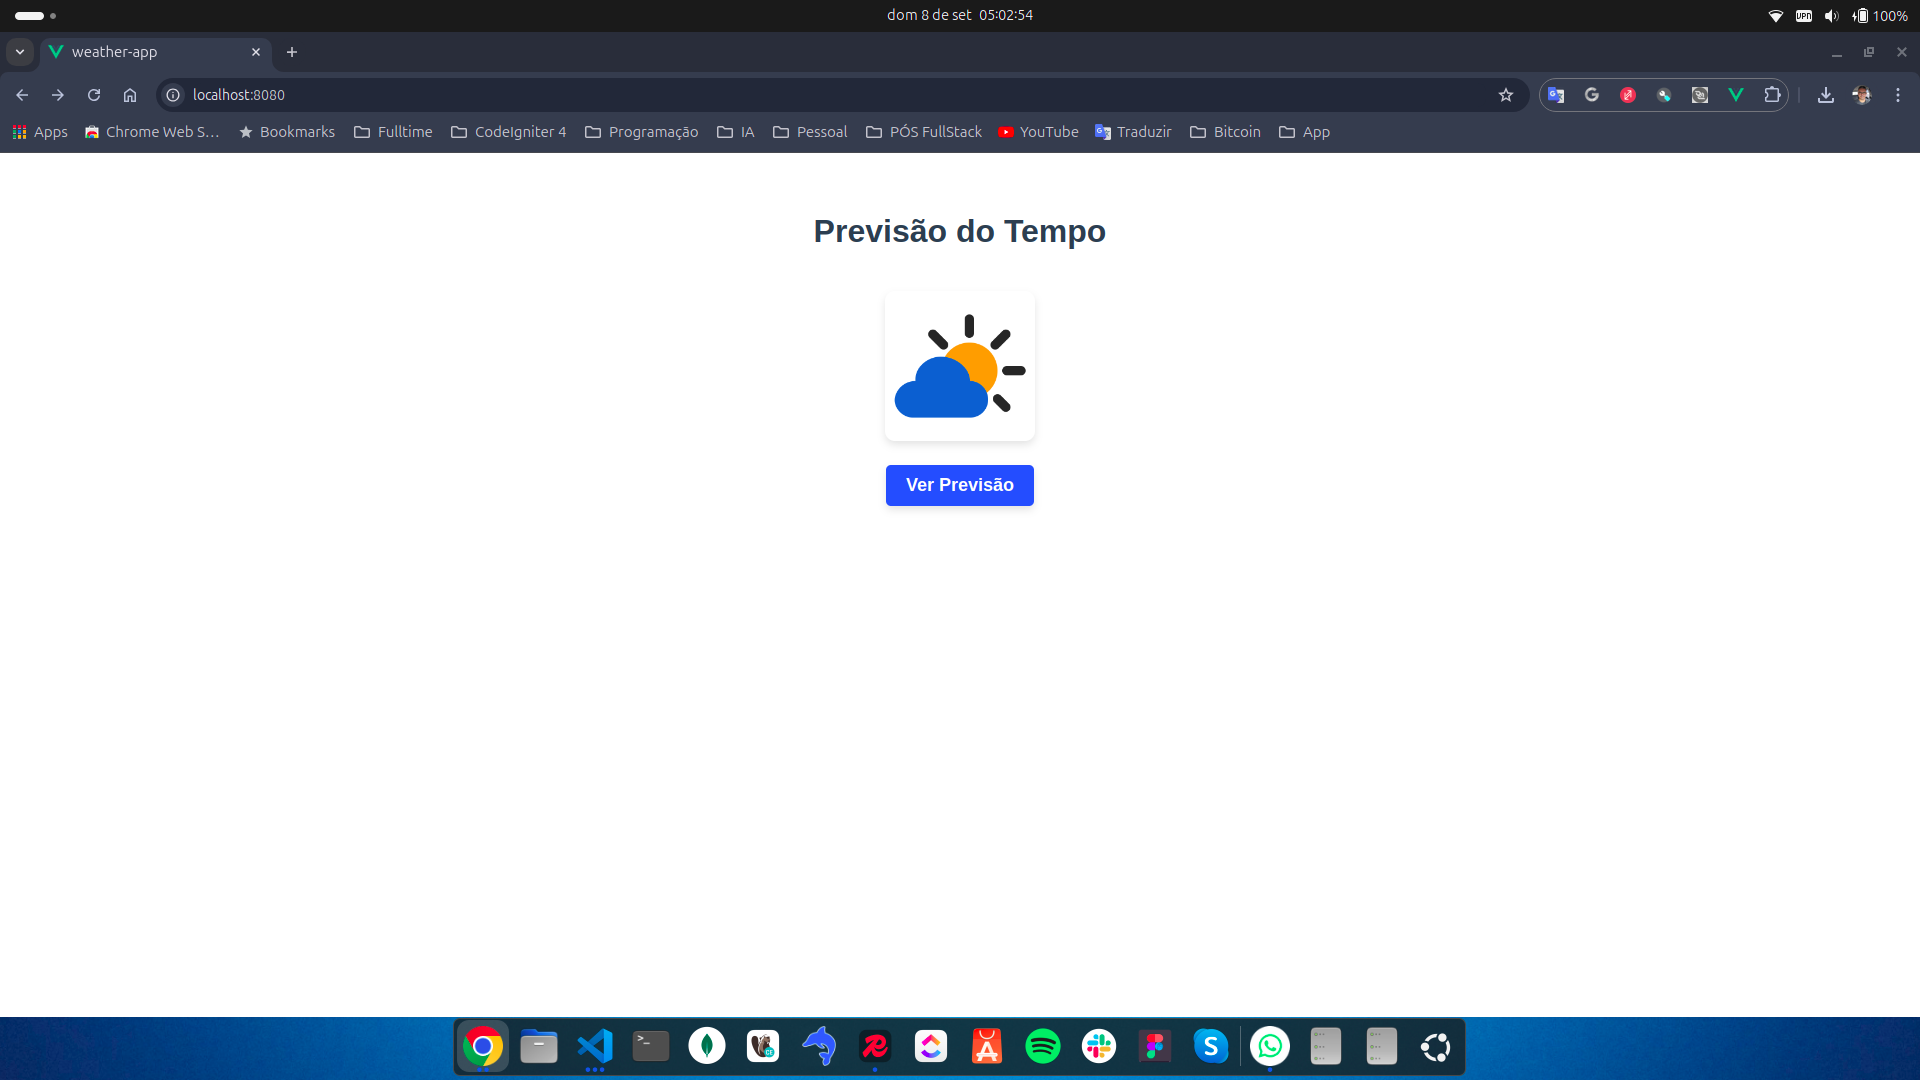 dom 8 de set 05:02:54
VPN
100%
weather-app
localhost:8080
Apps
Chrome Web S...
Bookmarks
Fulltime
CodeIgniter 4
Programação
IA
Pessoal
PÓS FullStack
YouTube
Traduzir
Bitcoin
App
Previsão do Tempo
Ver Previsão